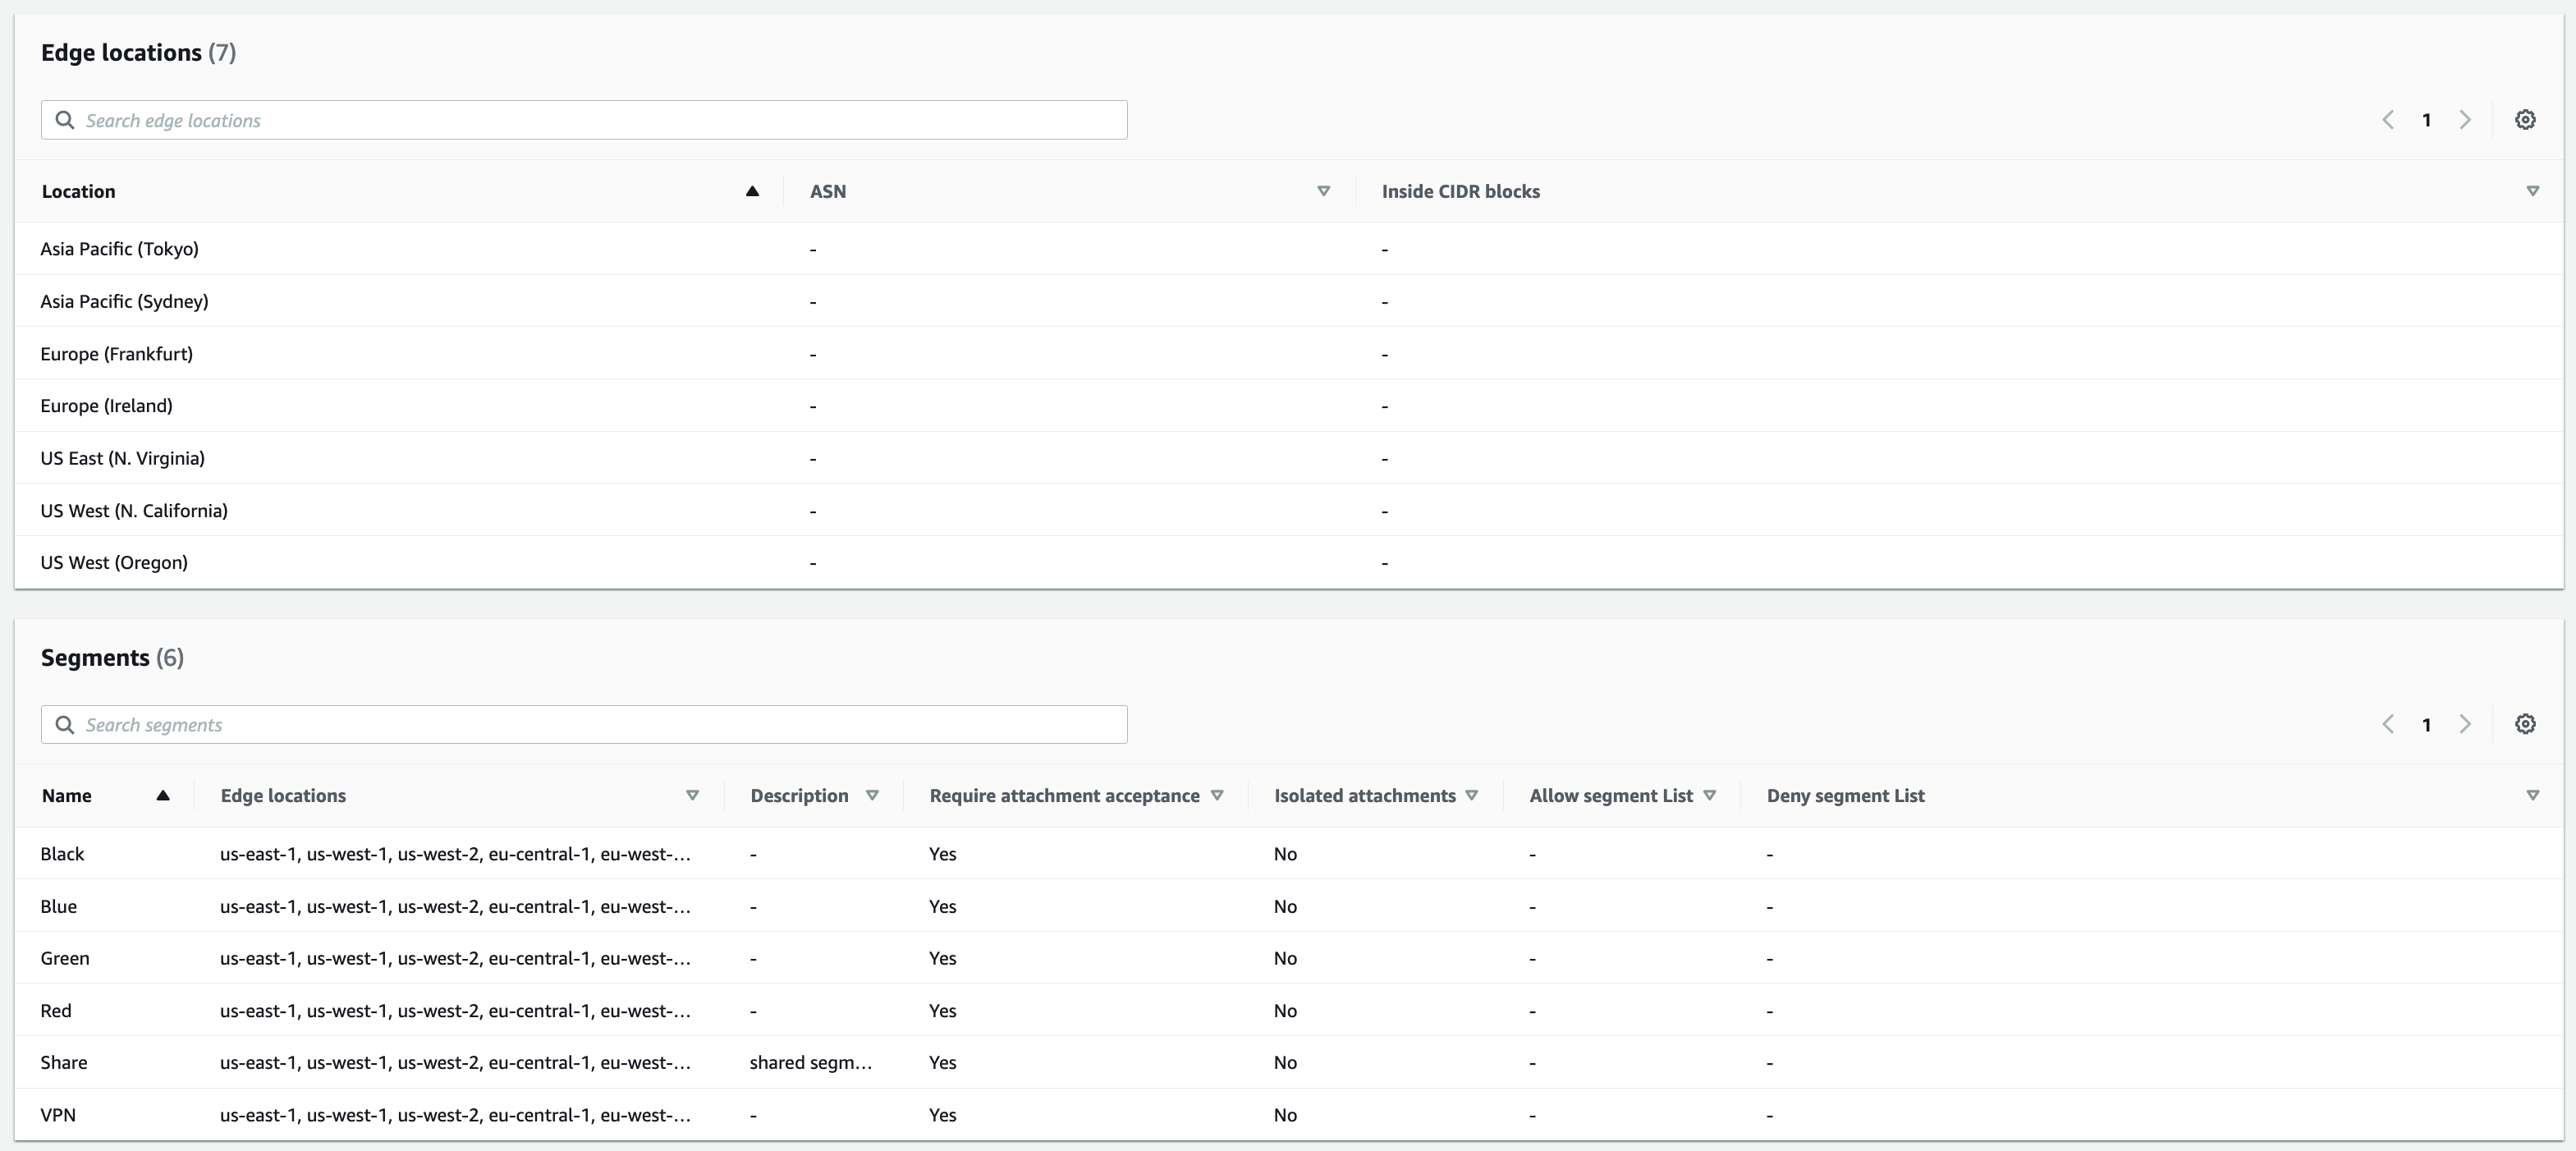 Edge locations (7)
Search edge locations
1
Location ASN Inside CIDR blocks
Asia Pacific (Tokyo) - -
Asia Pacific (Sydney) - -
Europe (Frankfurt) - -
Europe (Ireland) - -
US East (N. Virginia) - -
US West (N. California) - -
US West (Oregon) - -
Segments (6)
Search segments
1
Name Edge locations Description Require attachment acceptance Isolated attachments Allow segment List Deny segment List
Black us-east-1, us-west-1, us-west-2, eu-central-1, eu-west-... - Yes No - -
Blue us-east-1, us-west-1, us-west-2, eu-central-1, eu-west-... - Yes No - -
Green us-east-1, us-west-1, us-west-2, eu-central-1, eu-west-... - Yes No - -
Red us-east-1, us-west-1, us-west-2, eu-central-1, eu-west-... - Yes No - -
Share us-east-1, us-west-1, us-west-2, eu-central-1, eu-west-... shared segm... Yes No - -
VPN us-east-1, us-west-1, us-west-2, eu-central-1, eu-west-... - Yes No - -